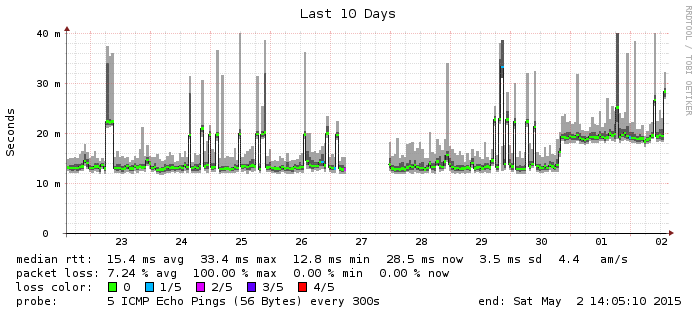 Last 10 Days
RRDTOOL / TOBI OETIKER
Seconds
40 m
30 m
20 m
10 m
0
23 24 25 26 27 28 29 30 01 02
median rtt: 15.4 ms avg 33.4 ms max 12.8 ms min 28.5 ms now 3.5 ms sd 4.4 am/s
packet loss: 7.24 % avg 100.00 % max 0.00 % min 0.00 % now
loss color: 0 1/5 2/5 3/5 4/5
probe: 5 ICMP Echo Pings (56 Bytes) every 300s end: Sat May 2 14:05:10 2015